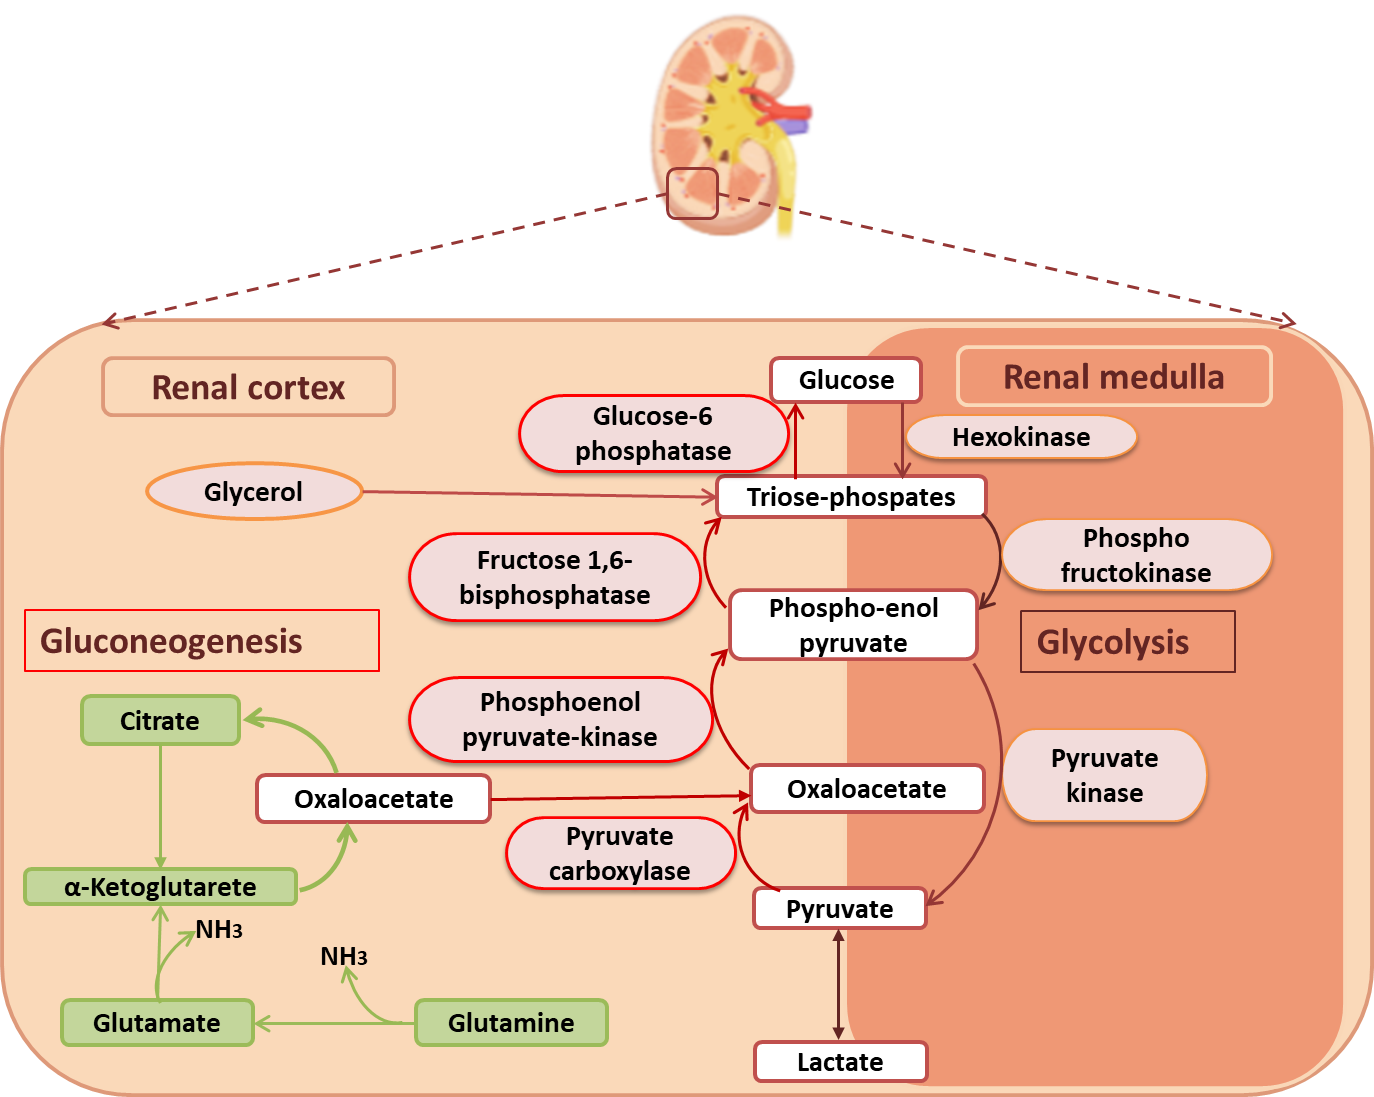 Renal cortex
Renal medulla
Glucose
Glucose-6
phosphatase
Hexokinase
Glycerol
Triose-phospates
Phospho
fructokinase
Fructose 1,6-
bisphosphatase
Phospho-enol
pyruvate
Gluconeogenesis
Glycolysis
Citrate
Phosphoenol
pyruvate-kinase
Pyruvate
kinase
Oxaloacetate
Oxaloacetate
Pyruvate
carboxylase
α-Ketoglutarete
Pyruvate
NH3
NH3
Glutamate
Glutamine
Lactate